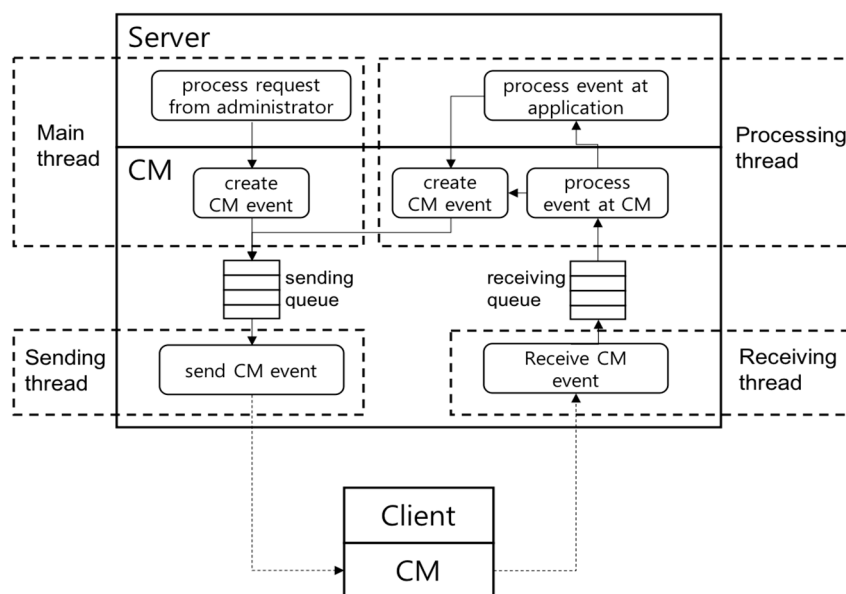 Server
process request
from administrator
process event at
application
Main
thread
Processing
thread
CM
create
CM event
create
CM event
process
event at CM
sending
queue
receiving
queue
Sending
thread
send CM event
Receive CM
event
Receiving
thread
Client
CM